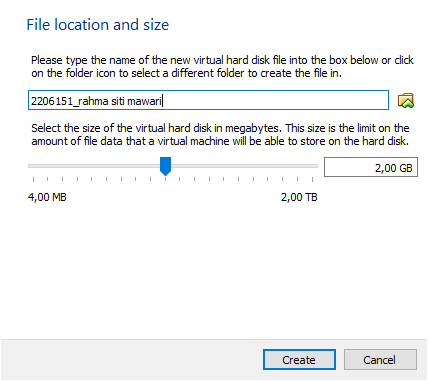 File location and size
Please type the name of the new virtual hard disk file into the box below or click
on the folder icon to select a different folder to create the file in.
2206151_rahma siti mawari
Select the size of the virtual hard disk in megabytes. This size is the limit on the
amount of file data that a virtual machine will be able to store on the hard disk.
2,00 GB
4,00 MB 2,00 TB
Create Cancel